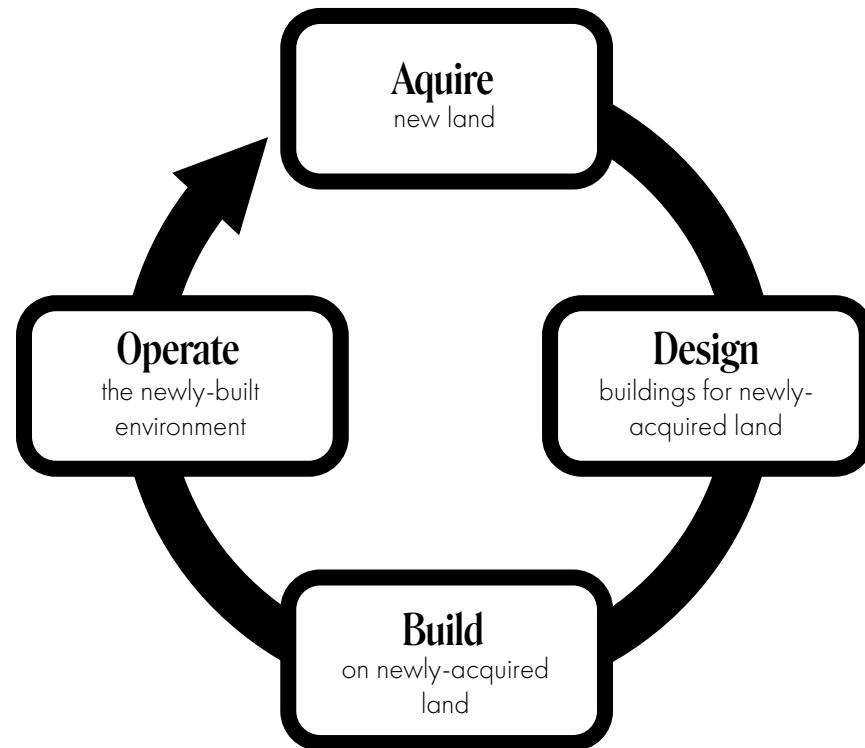 Aquire
new land
Operate
the newly-built
environment
Design
buildings for newly-
acquired land
Build
on newly-acquired
land